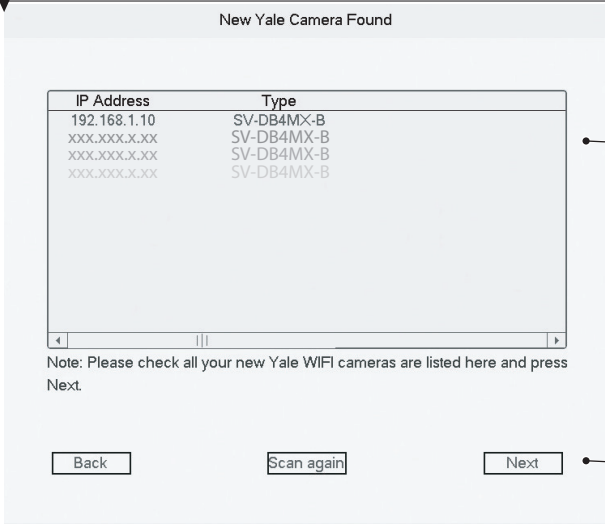 New Yale Camera Found
IP Address Type
192.168.1.10 SV-DB4MX-B
xxx.xxx.x.xx SV-DB4MX-B
xxx.xxx.x.xx SV-DB4MX-B
xxx.xxx.x.xx SV-DB4MX-B
Note: Please check all your new Yale WIFI cameras are listed here and press
Next.
Back Scan again Next